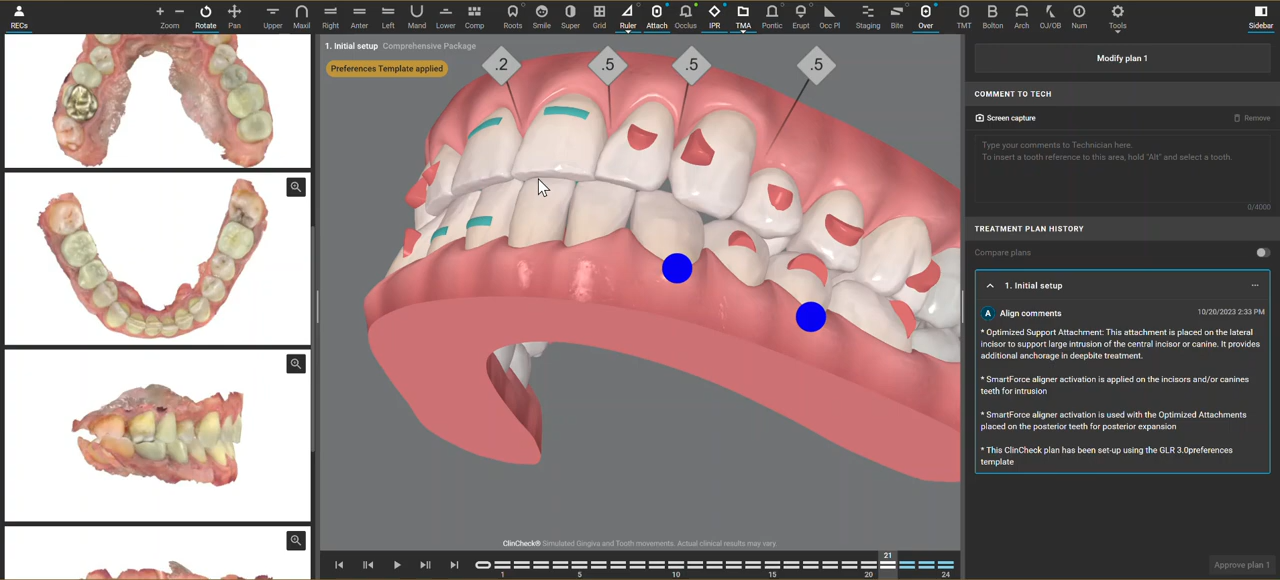 RECs
Zoom
Rotate
Pan
Upper
Maxil
Right
Anter
Left
Mand
Lower
Comp
Roots
Smile
Super
Grid
Ruler
Attach
Occlus
IPR
TMA
Pontic
Erupt
Occ Pl
Staging
Bite
Over
TMT
Bolton
Arch
OJ/OB
Num
Tools
Sidebar
1. Initial setup Comprehensive Package
Preferences Template applied
.2
.5
.5
.5
ClinCheck® Simulated Gingiva and Tooth movements. Actual clinical results may vary.
21
1
5
10
15
20
24
Modify plan 1
COMMENT TO TECH
Screen capture
Remove
Type your comments to Technician here.
To insert a tooth reference to this area, hold "Alt" and select a tooth.
0/4000
TREATMENT PLAN HISTORY
Compare plans
1. Initial setup
...
A Align comments 10/20/2023 2:33 PM
* Optimized Support Attachment: This attachment is placed on the lateral
incisor to support large intrusion of the central incisor or canine. It provides
additional anchorage in deepbite treatment.
* SmartForce aligner activation is applied on the incisors and/or canines
teeth for intrusion
* SmartForce aligner activation is used with the Optimized Attachments
placed on the posterior teeth for posterior expansion
* This ClinCheck plan has been set-up using the GLR 3.0preferences
template
Approve plan 1